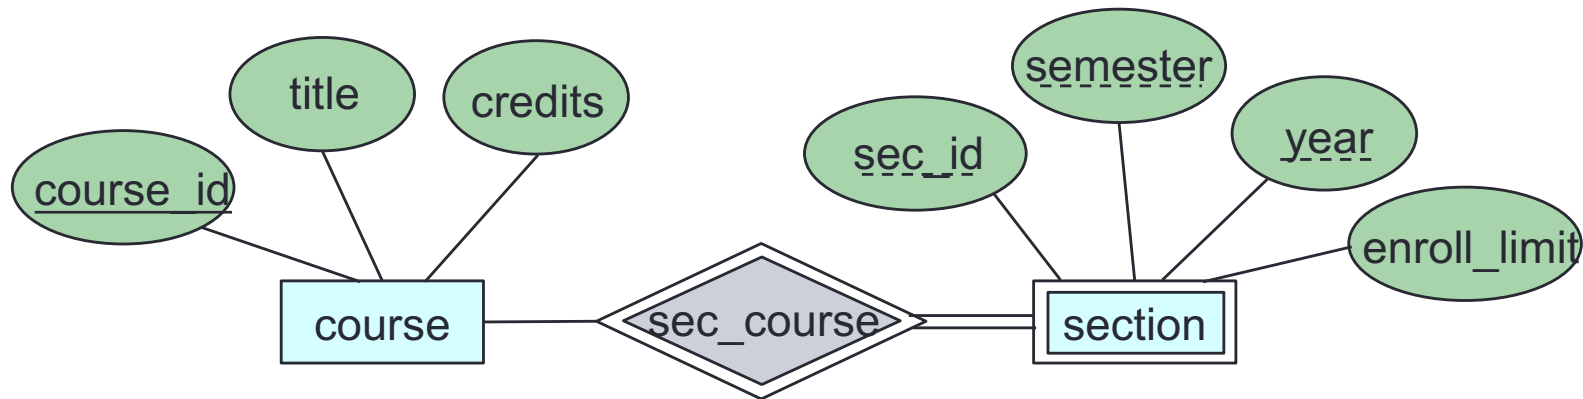 semester
title
credits
year
sec_id
course_id
enroll_limit
course
sec_course
section